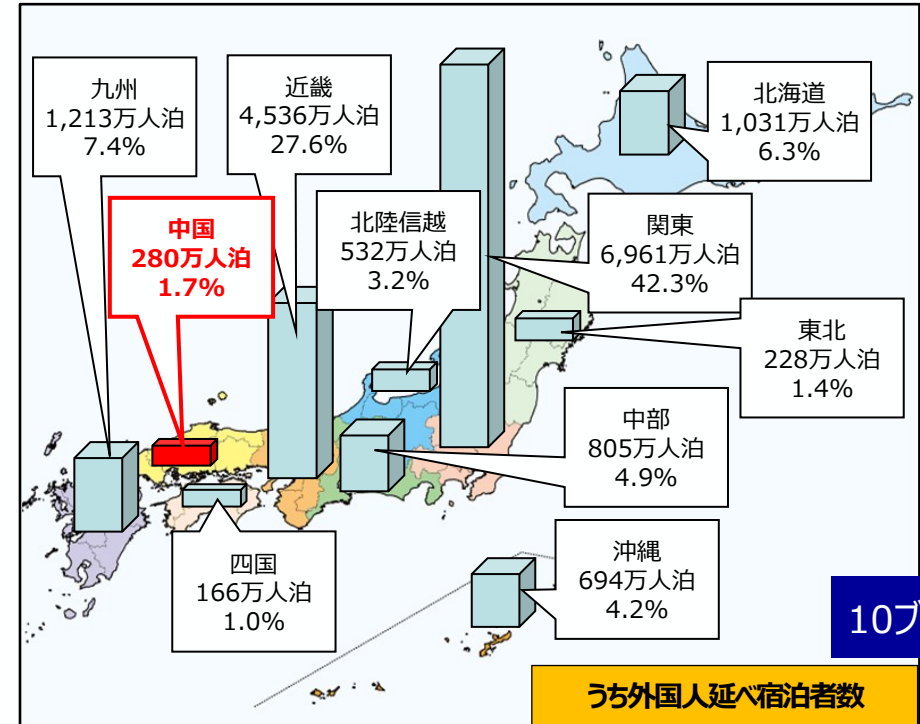 九州
1,213万人泊
7.4%
近畿
4,536万人泊
27.6%
北海道
1,031万人泊
6.3%
中国
280万人泊
1.7%
北陸信越
532万人泊
3.2%
関東
6,961万人泊
42.3%
東北
228万人泊
1.4%
中部
805万人泊
4.9%
四国
166万人泊
1.0%
沖縄
694万人泊
4.2%
10ブ
うち外国人延べ宿泊者数